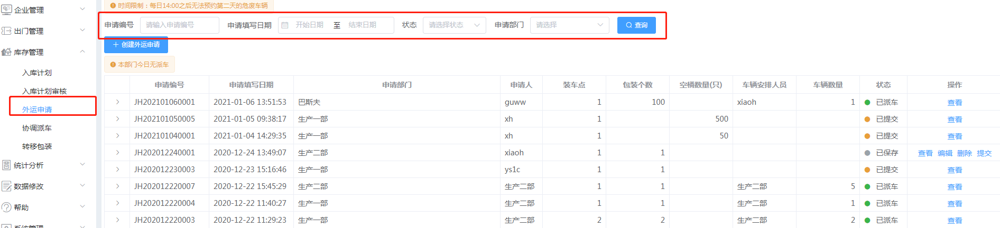 企业管理
出门管理
库存管理
入库计划
入库计划审核
外运申请
协调派车
转移包装
统计分析
数据修改
帮助
系统管理
时间限制：每日14:00之后无法预约第二天的危废车辆
申请编号 请输入申请编号 申请填写日期 开始日期 至 结束日期 状态 请选择状态 申请部门 请选择 查询
+ 创建外运申请
本部门今日无派车
申请编号 申请填写日期 申请部门 申请人 装车点 包装个数 空桶数量(只) 车辆安排人员 车辆数量 状态 操作
JH202101060001 2021-01-06 13:51:53 巴斯夫 guww 1 100 xiaoh 1 已派车 查看
JH202101050005 2021-01-05 09:38:17 生产一部 xh 1 500 已提交 查看
JH202101040001 2021-01-04 14:29:35 生产一部 xh 1 50 已提交 查看
JH202012240001 2020-12-24 13:49:07 生产二部 xiaoh 1 1 已保存 查看 编辑 删除 提交
JH202012230003 2020-12-23 15:16:46 生产一部 ys1c 1 1 已提交 查看
JH202012220007 2020-12-22 15:45:29 生产一部 生产二部 1 1 生产二部 5 已派车 查看
JH202012220004 2020-12-22 11:40:27 生产一部 生产二部 1 1 生产二部 1 已派车 查看
JH202012220003 2020-12-22 11:29:23 生产一部 生产二部 2 2 生产二部 2 已派车 查看